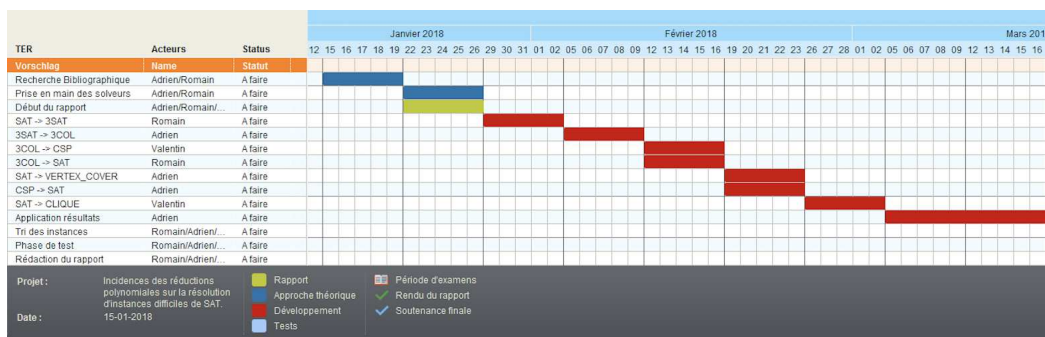 Janvier 2018 Février 2018 Mars 201
TER Acteurs Status 12 15 16 17 18 19 22 23 24 25 26 29 30 31 01 02 05 06 07 08 09 12 13 14 15 16 19 20 21 22 23 26 27 28 01 02 05 06 07 08 09 12 13 14 15 16
Vorschlag Name Statut
Recherche Bibliographique Adrien/Romain A faire
Prise en main des solveurs Adrien/Romain A faire
Début du rapport Adrien/Romain/... A faire
SAT -> 3SAT Romain A faire
3SAT -> 3COL Adrien A faire
3COL -> CSP Valentin A faire
3COL -> SAT Romain A faire
SAT -> VERTEX_COVER Adrien A faire
CSP -> SAT Adrien A faire
SAT -> CLIQUE Valentin A faire
Application résultats Adrien A faire
Tri des instances Romain/Adrien/... A faire
Phase de test Romain/Adrien/... A faire
Rédaction du rapport Romain/Adrien/... A faire
Projet : Incidences des réductions
polynomiales sur la résolution
d'instances difficiles de SAT.
Date : 15-01-2018
Rapport
Approche théorique
Développement
Tests
Période d'examens
Rendu du rapport
Soutenance finale